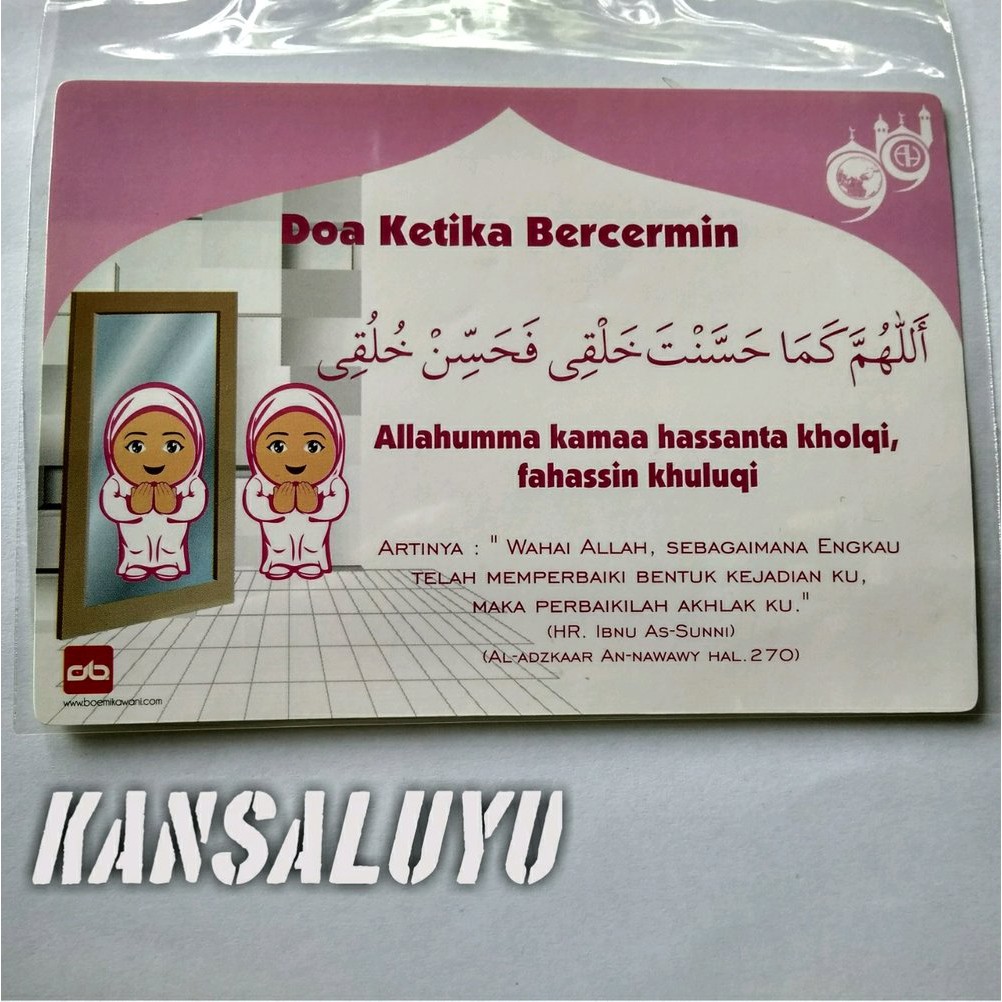 Doa Ketika Bercermin
أَللّٰهُمَّ كَمَا حَسَّنْتَ خَلْقِى فَحَسِّنْ خُلُقِى
Allahumma kamaa hassanta kholqi,
fahassin khuluqi
Artinya : " Wahai Allah, sebagaimana Engkau
telah memperbaiki bentuk kejadian ku,
maka perbaikilah akhlak ku."
(HR. Ibnu As-Sunni)
(Al-adzkaar An-nawawy hal.270)
www.boemikawani.com
KANSALUYU